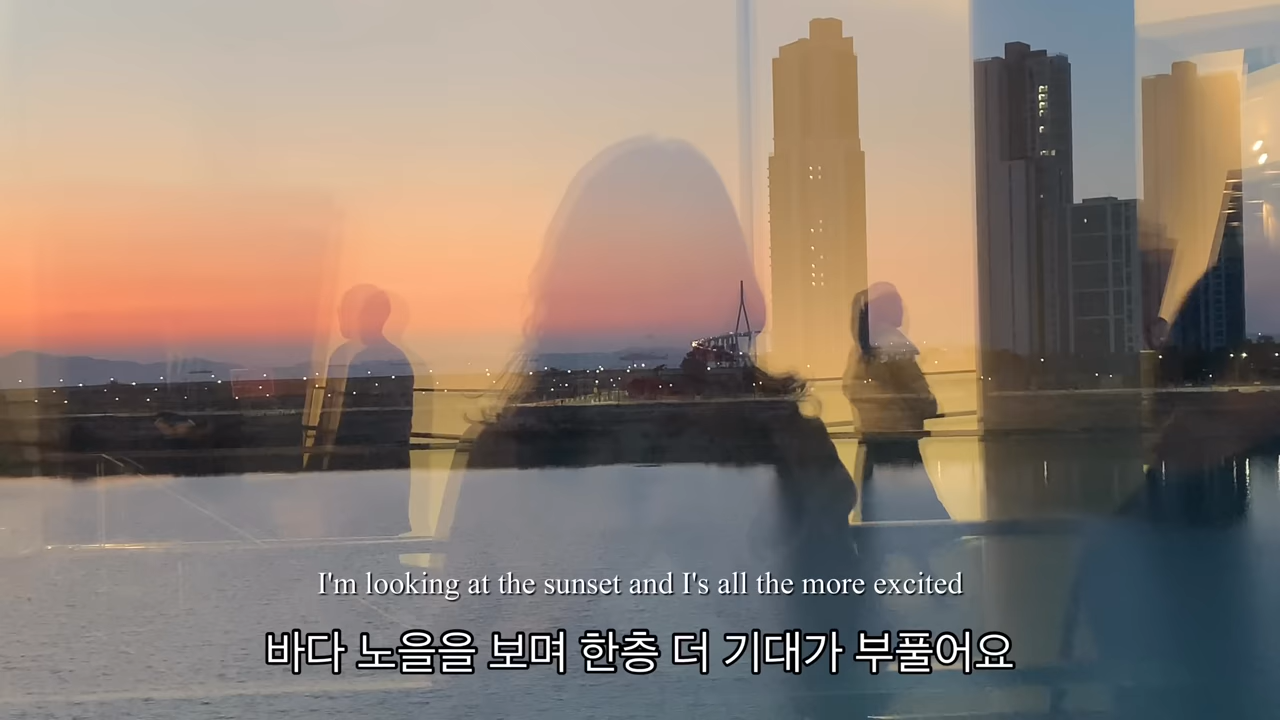 I'm looking at the sunset and I's all the more excited
바다 노을을 보며 한층 더 기대가 부풀어요